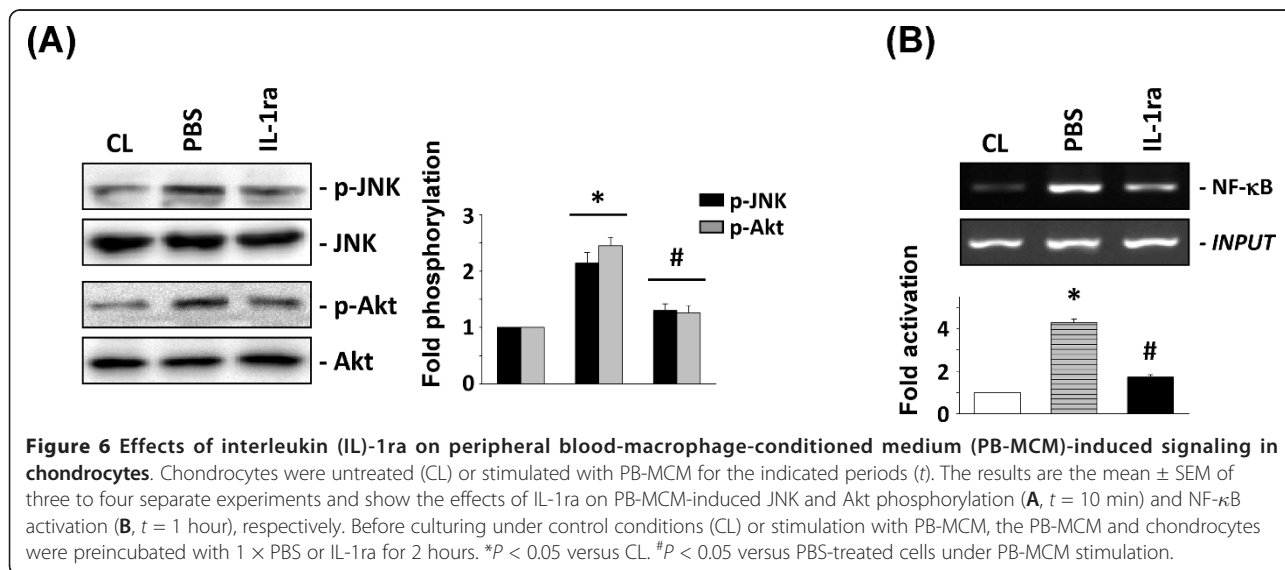 (A)
CL PBS IL-1ra
- p-JNK
- JNK
- p-Akt
- Akt
Fold phosphorylation
3
2
1
0
*
#
p-JNK
p-Akt
(B)
CL PBS IL-1ra
- NF-κB
- INPUT
Fold activation
4
2
0
*
#
Figure 6 Effects of interleukin (IL)-1ra on peripheral blood-macrophage-conditioned medium (PB-MCM)-induced signaling in
chondrocytes. Chondrocytes were untreated (CL) or stimulated with PB-MCM for the indicated periods (t). The results are the mean ± SEM of
three to four separate experiments and show the effects of IL-1ra on PB-MCM-induced JNK and Akt phosphorylation (A, t = 10 min) and NF-κB
activation (B, t = 1 hour), respectively. Before culturing under control conditions (CL) or stimulation with PB-MCM, the PB-MCM and chondrocytes
were preincubated with 1 × PBS or IL-1ra for 2 hours. *P < 0.05 versus CL. #P < 0.05 versus PBS-treated cells under PB-MCM stimulation.